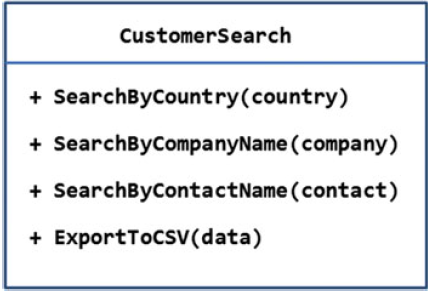 CustomerSearch
+ SearchByCountry(country)
+ SearchByCompanyName(company)
+ SearchByContactName(contact)
+ ExportToCSV(data)